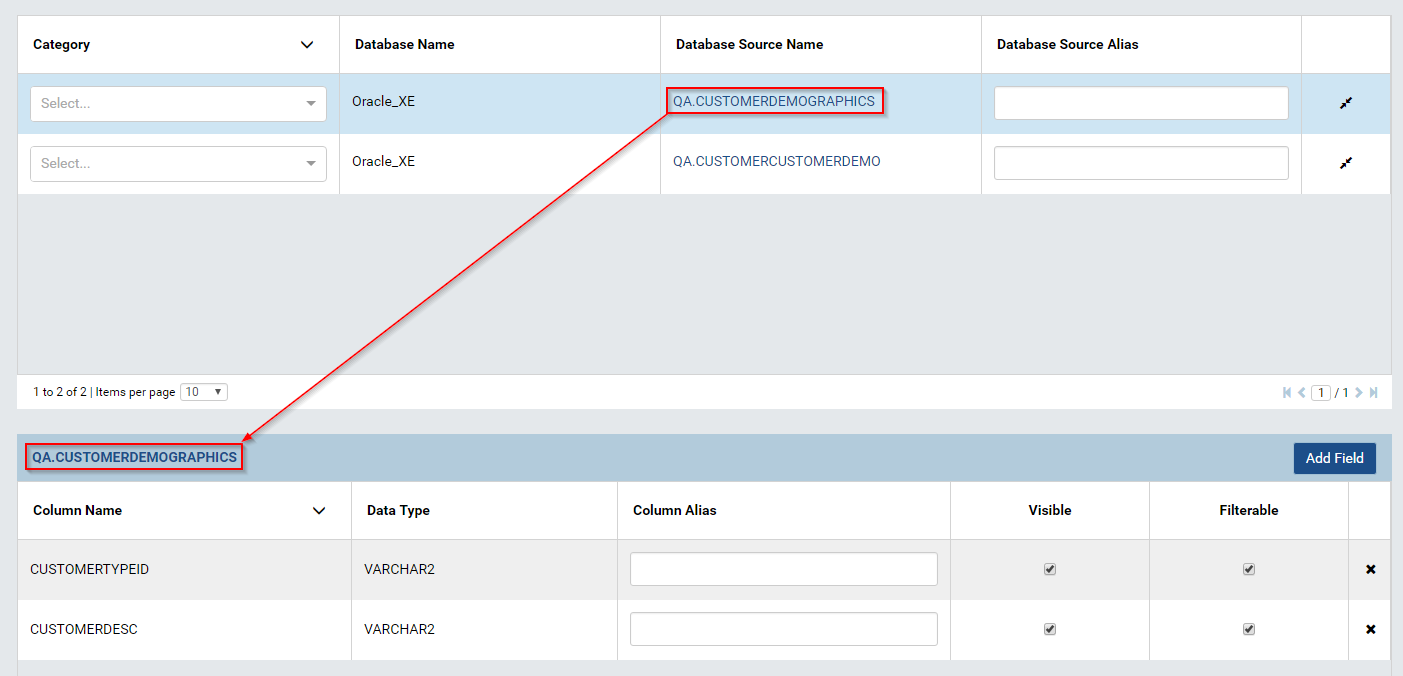 Category Database Name Database Source Name Database Source Alias
Select... Oracle_XE QA.CUSTOMERDEMOGRAPHICS
Select... Oracle_XE QA.CUSTOMERCUSTOMERDEMO
1 to 2 of 2 | Items per page 10 1 / 1
QA.CUSTOMERDEMOGRAPHICS Add Field
Column Name Data Type Column Alias Visible Filterable
CUSTOMERTYPEID VARCHAR2
CUSTOMERDESC VARCHAR2